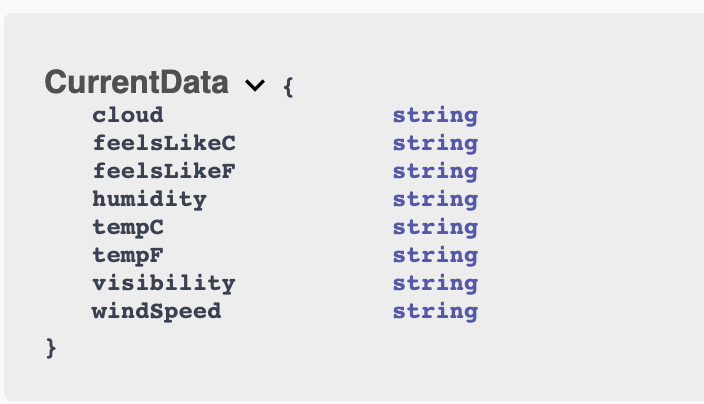 CurrentData {
cloud string
feelsLikeC string
feelsLikeF string
humidity string
tempC string
tempF string
visibility string
windSpeed string
}